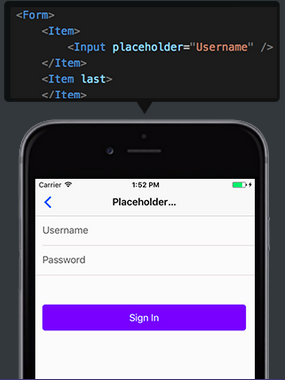 <Form>
<Item>
<Input placeholder="Username" />
</Item>
<Item last>
</Item>
Carrier 1:52 PM
Placeholder...
Username
Password
Sign In